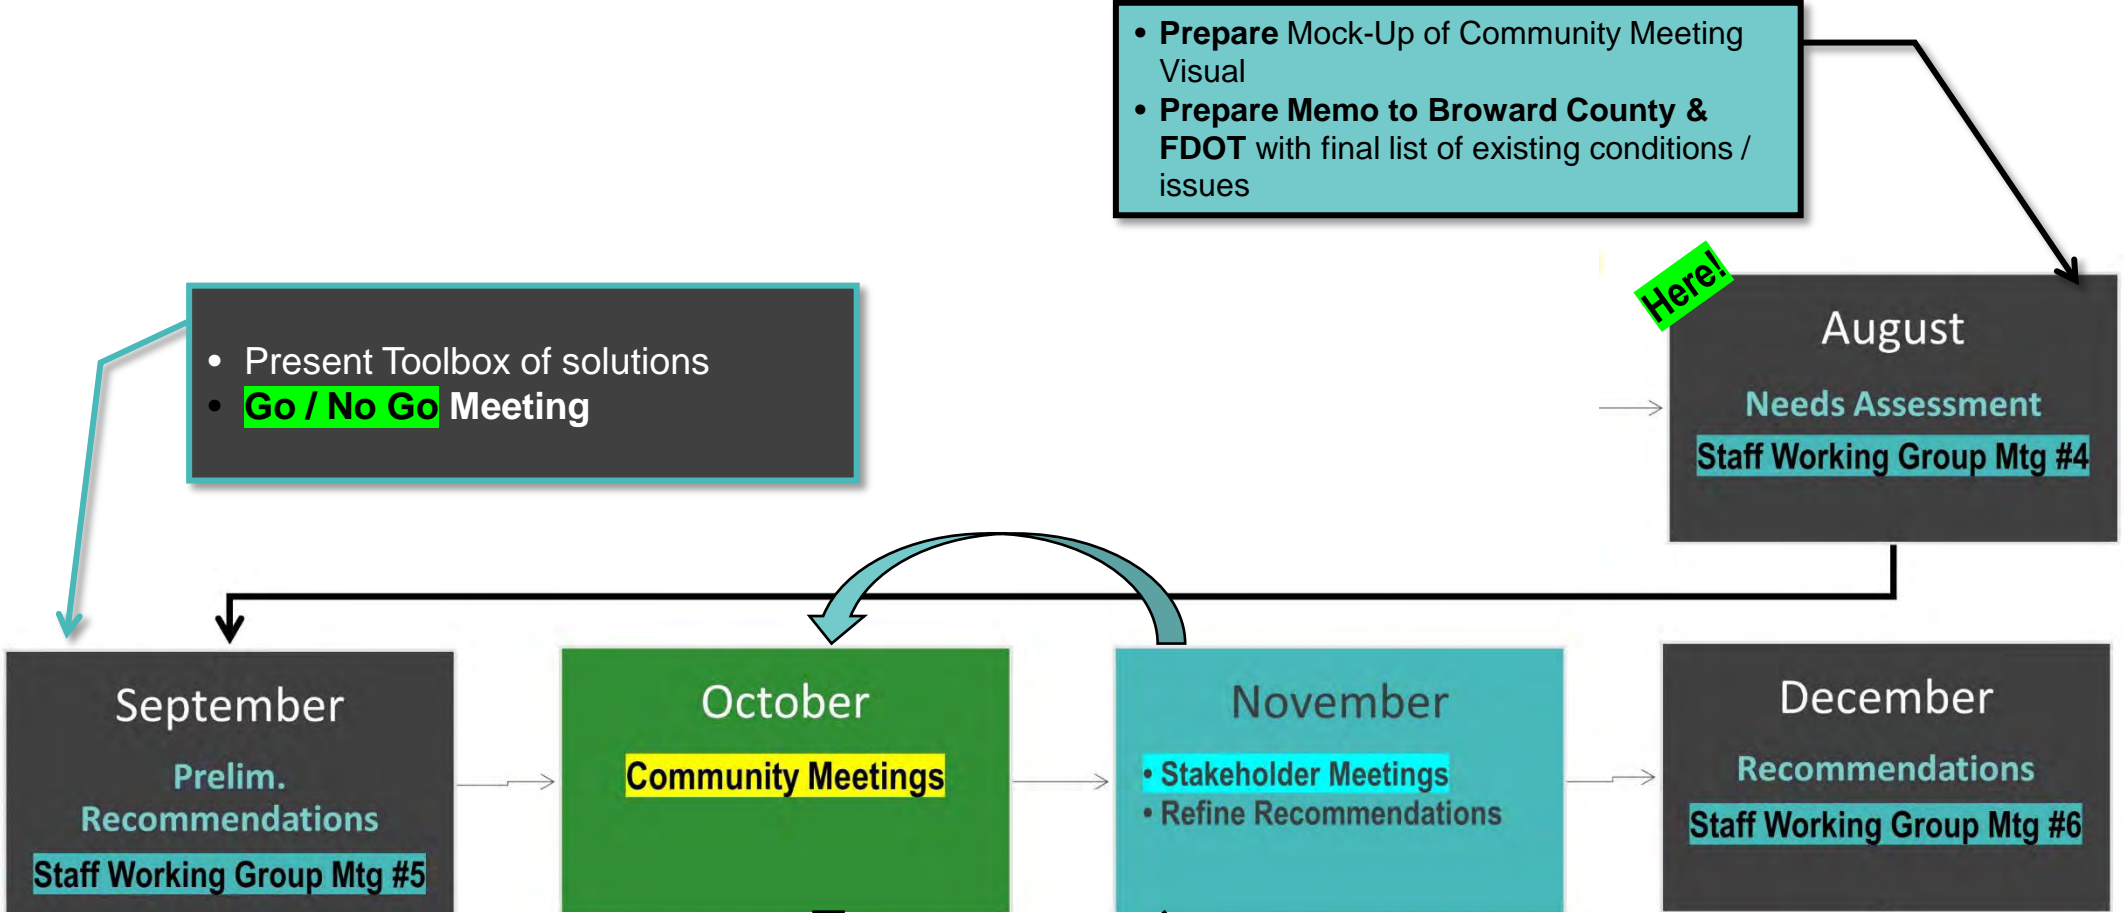 • Prepare Mock-Up of Community Meeting
Visual
• Prepare Memo to Broward County &
FDOT with final list of existing conditions /
issues
Here!
August
Needs Assessment
Staff Working Group Mtg #4
• Present Toolbox of solutions
• Go / No Go Meeting
September
Prelim.
Recommendations
Staff Working Group Mtg #5
October
Community Meetings
November
• Stakeholder Meetings
• Refine Recommendations
December
Recommendations
Staff Working Group Mtg #6